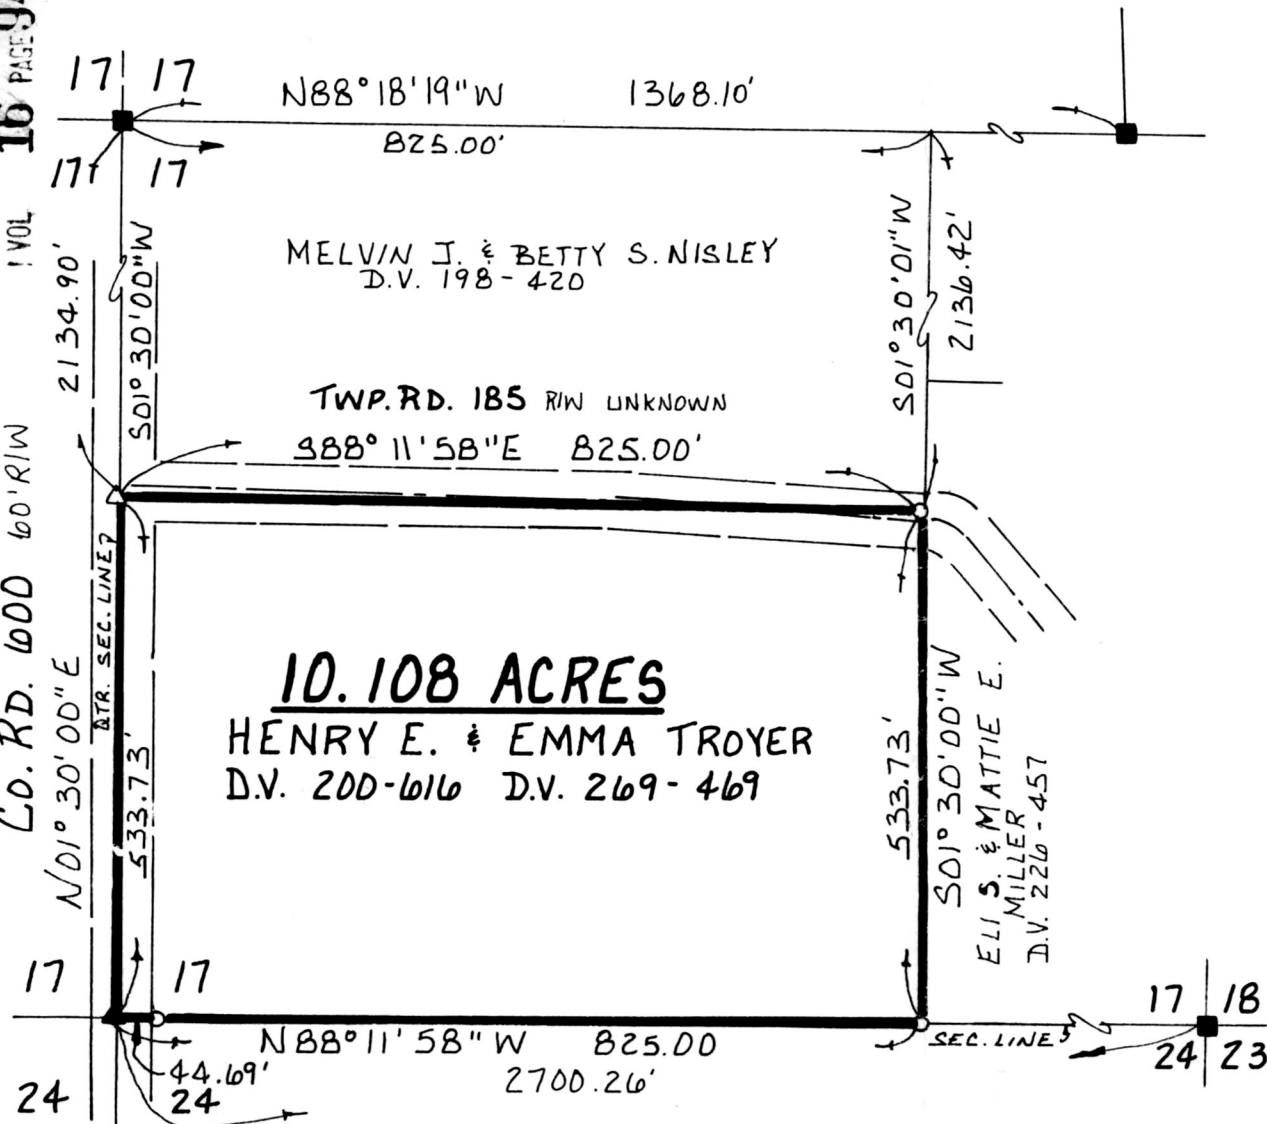 VOL 16 PAGE
17 17
N88°18'19"W 1368.10'
825.00'
17 17
2134.90'
S01°30'00"W
MELVIN J. & BETTY S. NISLEY
D.V. 198-420
S01°30'01"W
2136.42'
TWP. RD. 185 R/W UNKNOWN
S88°11'58"E 825.00'
CO. RD. 600 60' R/W
N01°30'00"E
QTR. SEC. LINE
533.73'
10.108 ACRES
HENRY E. & EMMA TROYER
D.V. 200-616 D.V. 269-469
533.73'
S01°30'00"W
ELI S. & MATTIE E.
MILLER
D.V. 226-457
17 17
17 18
N88°11'58"W 825.00
SEC. LINE
44.69'
2700.26'
24 24
24 23